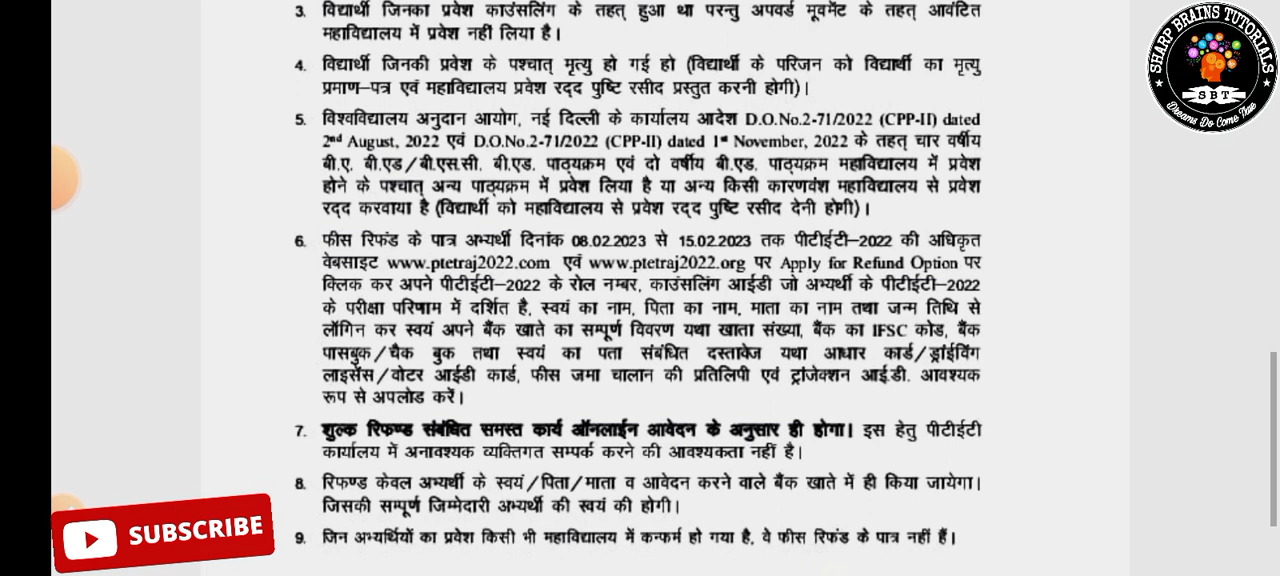 3. विद्यार्थी जिनका प्रवेश काउंसलिंग के तहत् हुआ था परन्तु अपवर्ड मूवमेंट के तहत् आवंटित
महाविद्यालय में प्रवेश नहीं लिया है।
4. विद्यार्थी जिनकी प्रवेश के पश्चात् मृत्यु हो गई हो (विद्यार्थी के परिजन को विद्यार्थी का मृत्यु
प्रमाण–पत्र एवं महाविद्यालय प्रवेश रद्द पुष्टि रसीद प्रस्तुत करनी होगी)।
5. विश्वविद्यालय अनुदान आयोग, नई दिल्ली के कार्यालय आदेश D.O.No.2-71/2022 (CPP-II) dated
2nd August, 2022 एवं D.O.No.2-71/2022 (CPP-II) dated 1st November, 2022 के तहत् चार वर्षीय
बी.ए. बी.एड/बी.एस.सी. बी.एड. पाठ्यक्रम एवं दो वर्षीय बी.एड. पाठ्यक्रम महाविद्यालय में प्रवेश
होने के पश्चात् अन्य पाठ्यक्रम में प्रवेश लिया है या अन्य किसी कारणवंश महाविद्यालय से प्रवेश
रद्द करवाया है (विद्यार्थी को महाविद्यालय से प्रवेश रद्द पुष्टि रसीद देनी होगी)।
6. फीस रिफंड के पात्र अभ्यर्थी दिनांक 08.02.2023 से 15.02.2023 तक पीटीईटी–2022 की अधिकृत
वेबसाइट www.ptetraj2022.com एवं www.ptetraj2022.org पर Apply for Refund Option पर
क्लिक कर अपने पीटीईटी–2022 के रोल नम्बर, काउंसलिंग आईडी जो अभ्यर्थी के पीटीईटी–2022
के परीक्षा परिणाम में दर्शित है, स्वयं का नाम, पिता का नाम, माता का नाम तथा जन्म तिथि से
लॉगिन कर स्वयं अपने बैंक खाते का सम्पूर्ण विवरण यथा खाता संख्या, बैंक का IFSC कोड, बैंक
पासबुक/चैक बुक तथा स्वयं का पता संबंधित दस्तावेज यथा आधार कार्ड/ड्रांईविंग
लाइसेंस/वोटर आईडी कार्ड, फीस जमा चालान की प्रतिलिपी एवं ट्रांजेक्शन आई.डी. आवश्यक
रूप से अपलोड करें।
7. शुल्क रिफण्ड संबंधित समस्त कार्य ऑनलाईन आवेदन के अनुसार ही होगा। इस हेतु पीटीईटी
कार्यालय में अनावश्यक व्यक्तिगत सम्पर्क करने की आवश्यकता नहीं है।
8. रिफण्ड केवल अभ्यर्थी के स्वयं/पिता/माता व आवेदन करने वाले बैंक खाते में ही किया जायेगा।
जिसकी सम्पूर्ण जिम्मेदारी अभ्यर्थी की स्वयं की होगी।
9. जिन अभ्यर्थियों का प्रवेश किसी भी महाविद्यालय में कन्फर्म हो गया है, वे फीस रिफंड के पात्र नहीं हैं।
SHARP BRAINS TUTORIALS
SBT
Dreams Do Come True
SUBSCRIBE